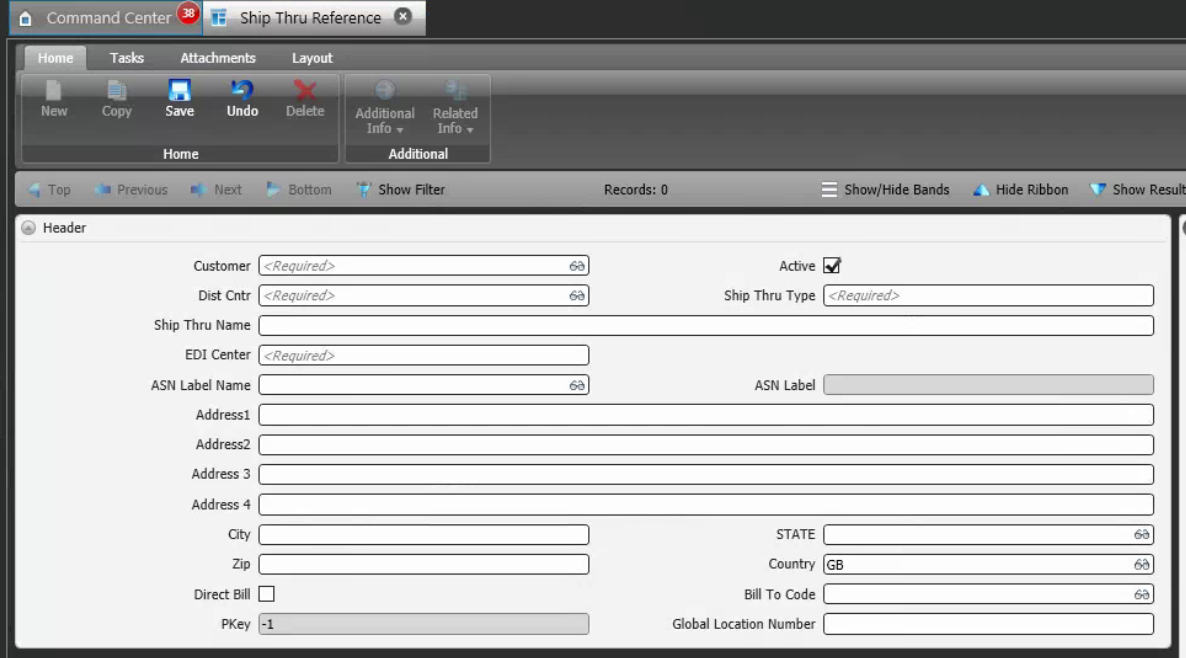 Command Center 38 Ship Thru Reference
Home Tasks Attachments Layout
New Copy Save Undo Delete Additional Info Related Info
Home Additional
Top Previous Next Bottom Show Filter Records: 0 Show/Hide Bands Hide Ribbon Show Result
Header
Customer <Required> Active
Dist Cntr <Required> Ship Thru Type <Required>
Ship Thru Name
EDI Center <Required>
ASN Label Name ASN Label
Address1
Address2
Address 3
Address 4
City STATE
Zip Country GB
Direct Bill Bill To Code
PKey -1 Global Location Number